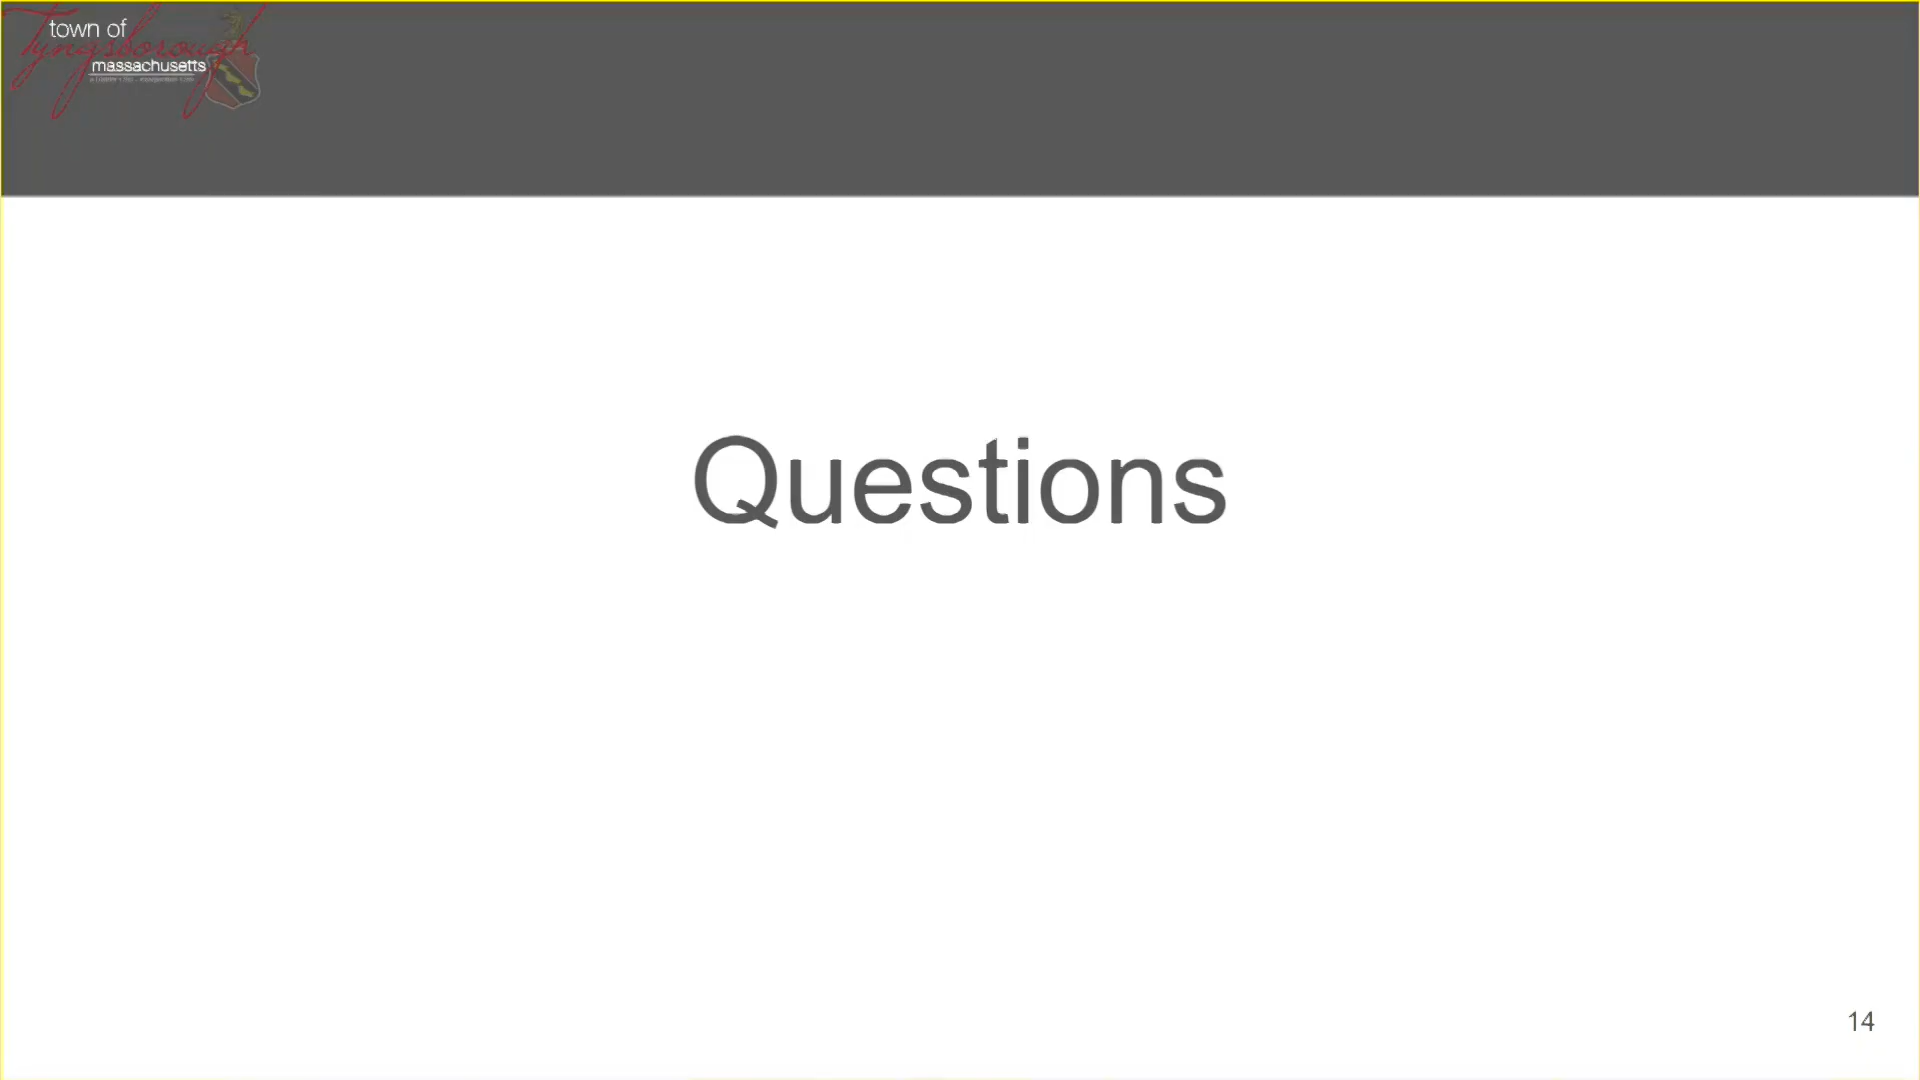 town of
Tyngsborough
massachusetts
Questions
14